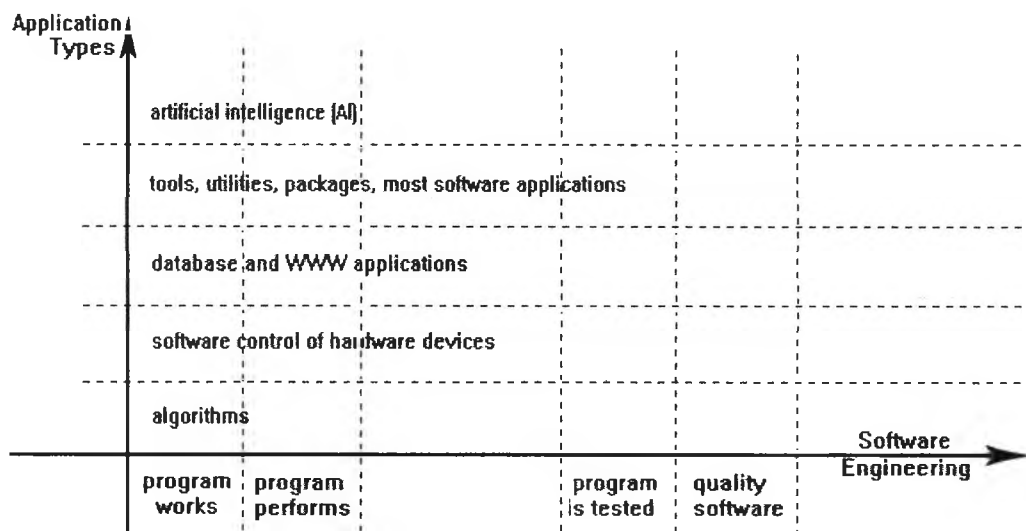 Application
Types
artificial intelligence (AI)
tools, utilities, packages, most software applications
database and WWW applications
software control of hardware devices
algorithms
Software
Engineering
program
works
program
performs
program
is tested
quality
software